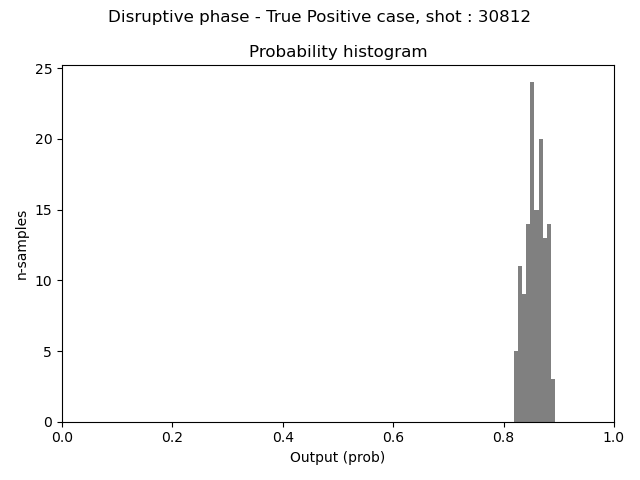 Disruptive phase - True Positive case, shot : 30812
Probability histogram
25
20
15
10
5
0
n-samples
0.0 0.2 0.4 0.6 0.8 1.0
Output (prob)